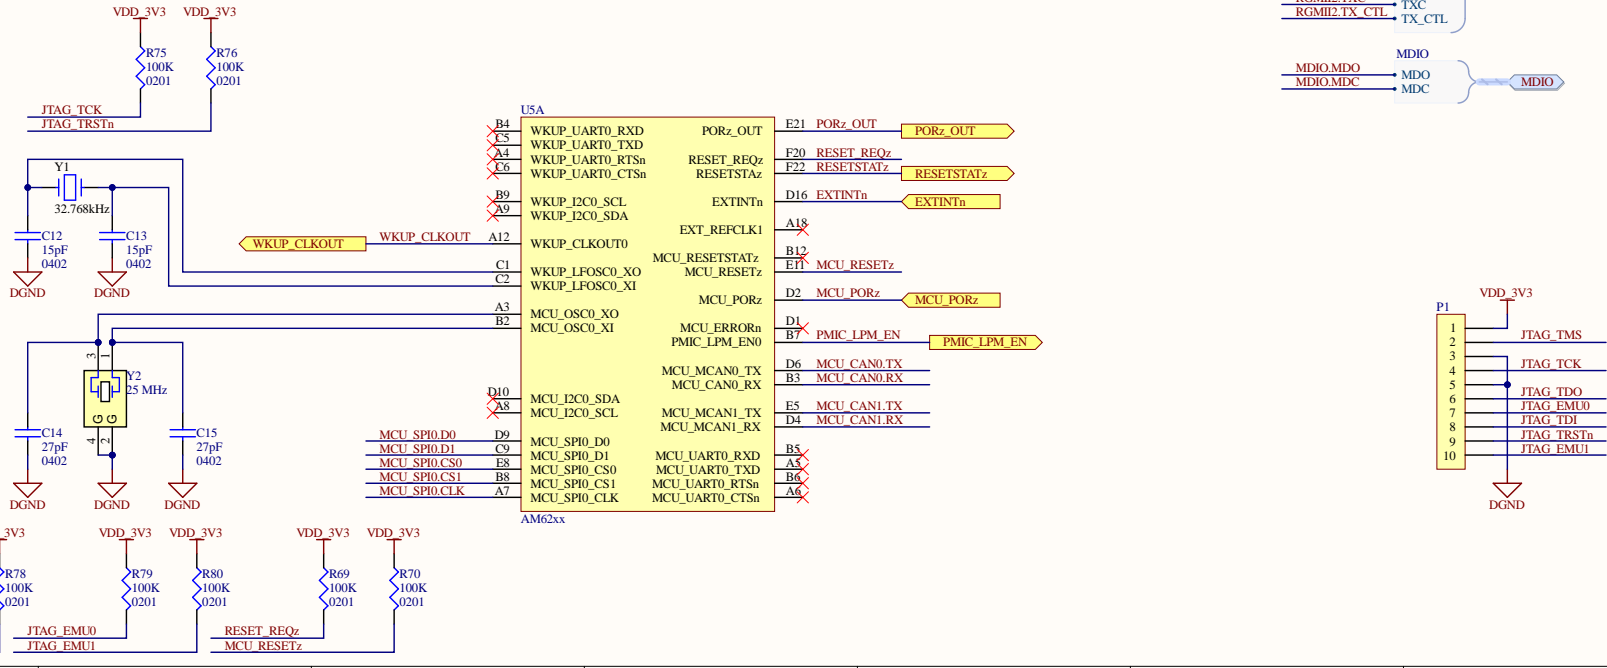 VDD_3V3
VDD_3V3
R75
100K
0201
R76
100K
0201
JTAG_TCK
JTAG_TRSTn
Y1
32.768kHz
C12
15pF
0402
C13
15pF
0402
DGND
DGND
WKUP_CLKOUT
WKUP_CLKOUT
3
1
Y2
25 MHz
G
G
4
2
C14
27pF
0402
C15
27pF
0402
DGND
DGND
DGND
MCU_SPI0.D0
MCU_SPI0.D1
MCU_SPI0.CS0
MCU_SPI0.CS1
MCU_SPI0.CLK
U5A
B4 WKUP_UART0_RXD
C5 WKUP_UART0_TXD
A4 WKUP_UART0_RTSn
C6 WKUP_UART0_CTSn
B9 WKUP_I2C0_SCL
A9 WKUP_I2C0_SDA
A12 WKUP_CLKOUT0
C1 WKUP_LFOSC0_XO
C2 WKUP_LFOSC0_XI
A3 MCU_OSC0_XO
B2 MCU_OSC0_XI
D10 MCU_I2C0_SDA
A8 MCU_I2C0_SCL
D9 MCU_SPI0_D0
C9 MCU_SPI0_D1
E8 MCU_SPI0_CS0
B8 MCU_SPI0_CS1
A7 MCU_SPI0_CLK
PORz_OUT E21 PORz_OUT PORz_OUT
RESET_REQz F20 RESET_REQz
RESETSTAz F22 RESETSTATz RESETSTATz
EXTINTn D16 EXTINTn EXTINTn
EXT_REFCLK1 A18
MCU_RESETSTATz B12
MCU_RESETz E11 MCU_RESETz
MCU_PORz D2 MCU_PORz MCU_PORz
MCU_ERRORn D1
PMIC_LPM_EN0 B7 PMIC_LPM_EN PMIC_LPM_EN
MCU_MCAN0_TX D6 MCU_CAN0.TX
MCU_CAN0_RX B3 MCU_CAN0.RX
MCU_MCAN1_TX E5 MCU_CAN1.TX
MCU_MCAN1_RX D4 MCU_CAN1.RX
MCU_UART0_RXD B5
MCU_UART0_TXD A5
MCU_UART0_RTSn B6
MCU_UART0_CTSn A6
AM62xx
RGMII2.TXC TXC
RGMII2.TX_CTL TX_CTL
MDIO
MDIO.MDO MDO
MDIO.MDC MDC
MDIO
VDD_3V3
P1
1
2 JTAG_TMS
3
4 JTAG_TCK
5
6 JTAG_TDO
7 JTAG_EMU0
8 JTAG_TDI
9 JTAG_TRSTn
10 JTAG_EMU1
DGND
_3V3
VDD_3V3
VDD_3V3
VDD_3V3
VDD_3V3
R78
100K
0201
R79
100K
0201
R80
100K
0201
R69
100K
0201
R70
100K
0201
JTAG_EMU0
JTAG_EMU1
RESET_REQz
MCU_RESETz